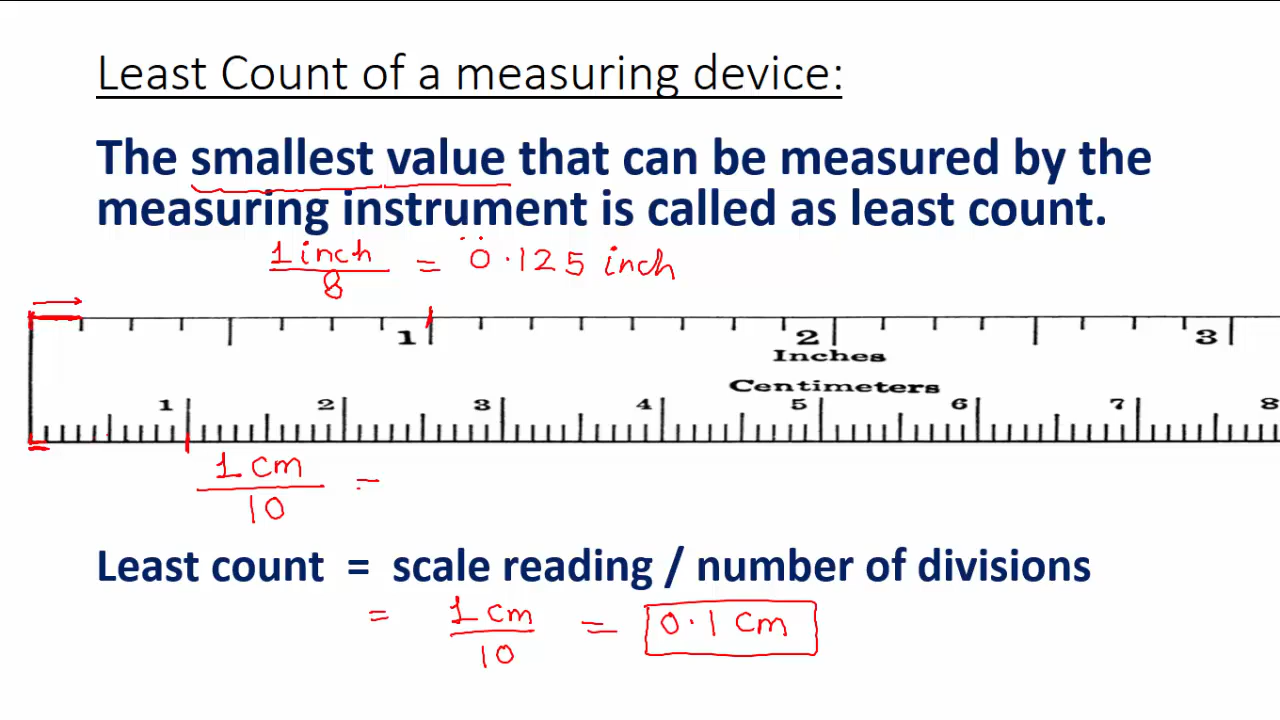 Least Count of a measuring device:
The smallest value that can be measured by the
measuring instrument is called as least count.
1 inch
8
= 0.125 inch
1 2 3
Inches
Centimeters
1 2 3 4 5 6 7 8
1 cm
10
=
Least count = scale reading / number of divisions
= 1 cm
10
= 0.1 cm